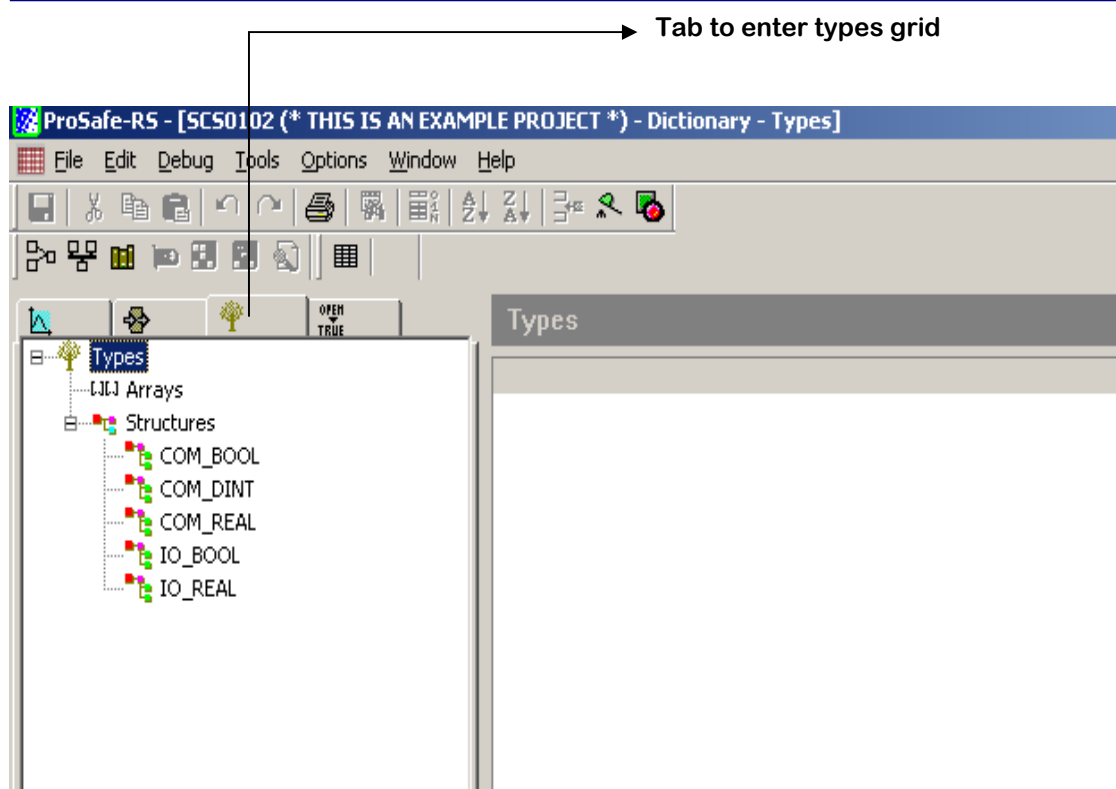 Tab to enter types grid
ProSafe-RS - [SCS0102 (* THIS IS AN EXAMPLE PROJECT *) - Dictionary - Types]
File Edit Debug Tools Options Window Help
A Z Z A
OPEN
TRUE
Types
Types
Arrays
Structures
COM_BOOL
COM_DINT
COM_REAL
IO_BOOL
IO_REAL